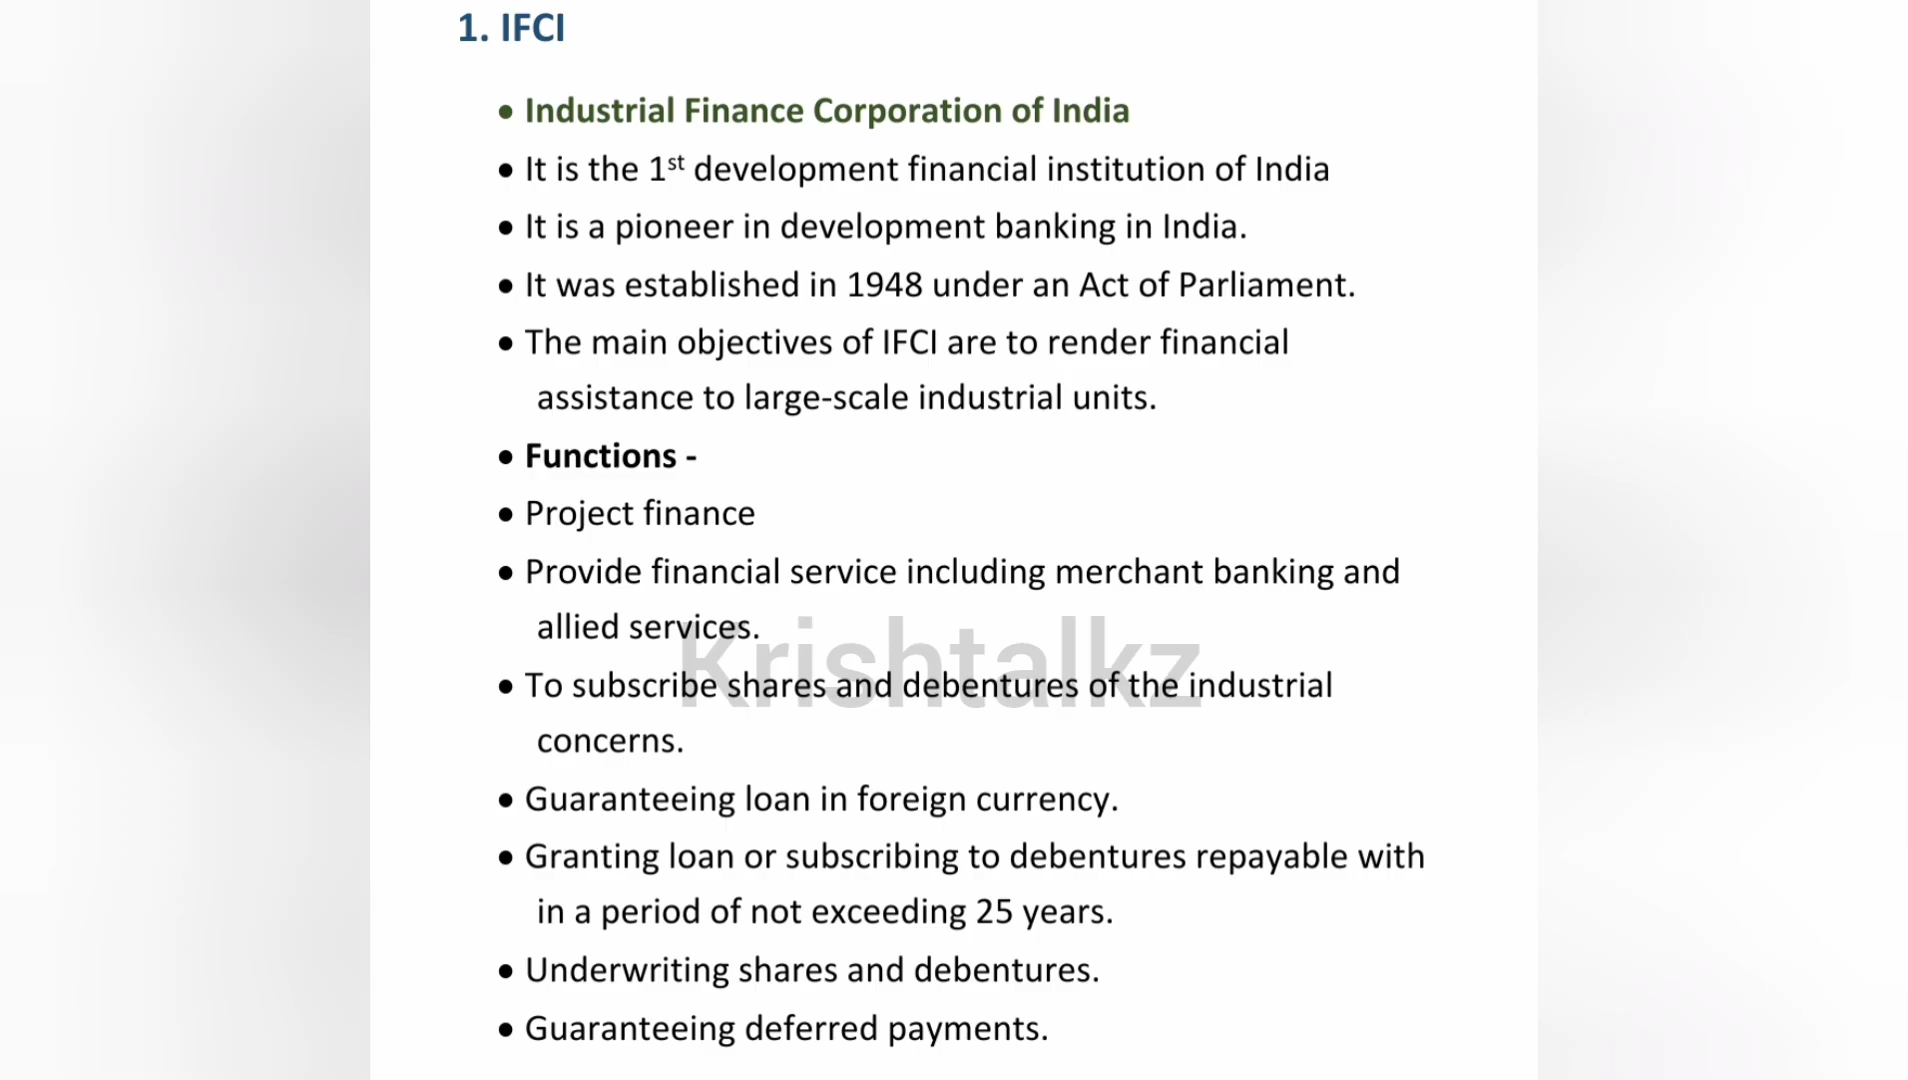 1. IFCI
• Industrial Finance Corporation of India
• It is the 1st development financial institution of India
• It is a pioneer in development banking in India.
• It was established in 1948 under an Act of Parliament.
• The main objectives of IFCI are to render financial
assistance to large-scale industrial units.
• Functions -
• Project finance
• Provide financial service including merchant banking and
allied services.
Krishtalkz
• To subscribe shares and debentures of the industrial
concerns.
• Guaranteeing loan in foreign currency.
• Granting loan or subscribing to debentures repayable with
in a period of not exceeding 25 years.
• Underwriting shares and debentures.
• Guaranteeing deferred payments.